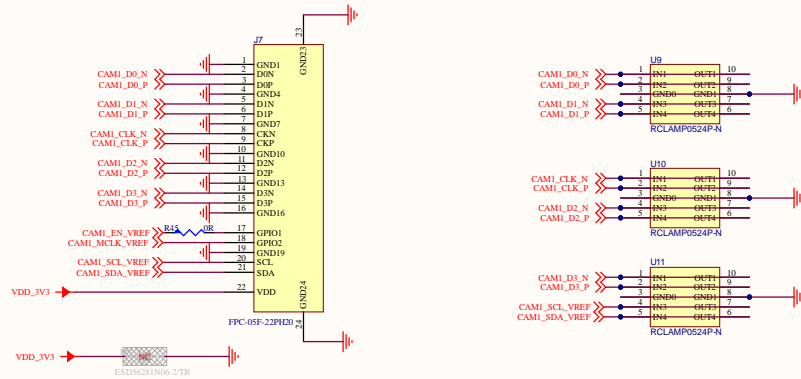 J7
23
GND23
1 GND1
CAM1_D0_N 2 D0N
CAM1_D0_P 3 D0P
4 GND4
CAM1_D1_N 5 D1N
CAM1_D1_P 6 D1P
7 GND7
CAM1_CLK_N 8 CKN
CAM1_CLK_P 9 CKP
10 GND10
CAM1_D2_N 11 D2N
CAM1_D2_P 12 D2P
13 GND13
CAM1_D3_N 14 D3N
CAM1_D3_P 15 D3P
16 GND16
CAM1_EN_VREF R45 0R 17 GPIO1
CAM1_MCLK_VREF 18 GPIO2
19 GND19
CAM1_SCL_VREF 20 SCL
CAM1_SDA_VREF 21 SDA
VDD_3V3 22 VDD
GND24
24
FPC-05F-22PH20
VDD_3V3 NC
ESD56281N06-2/TR
U9
CAM1_D0_N 1 IN1 OUT1 10
CAM1_D0_P 2 IN2 OUT2 9
3 GND0 GND1 8
CAM1_D1_N 4 IN3 OUT3 7
CAM1_D1_P 5 IN4 OUT4 6
RCLAMP0524P-N
U10
CAM1_CLK_N 1 IN1 OUT1 10
CAM1_CLK_P 2 IN2 OUT2 9
3 GND0 GND1 8
CAM1_D2_N 4 IN3 OUT3 7
CAM1_D2_P 5 IN4 OUT4 6
RCLAMP0524P-N
U11
CAM1_D3_N 1 IN1 OUT1 10
CAM1_D3_P 2 IN2 OUT2 9
3 GND0 GND1 8
CAM1_SCL_VREF 4 IN3 OUT3 7
CAM1_SDA_VREF 5 IN4 OUT4 6
RCLAMP0524P-N